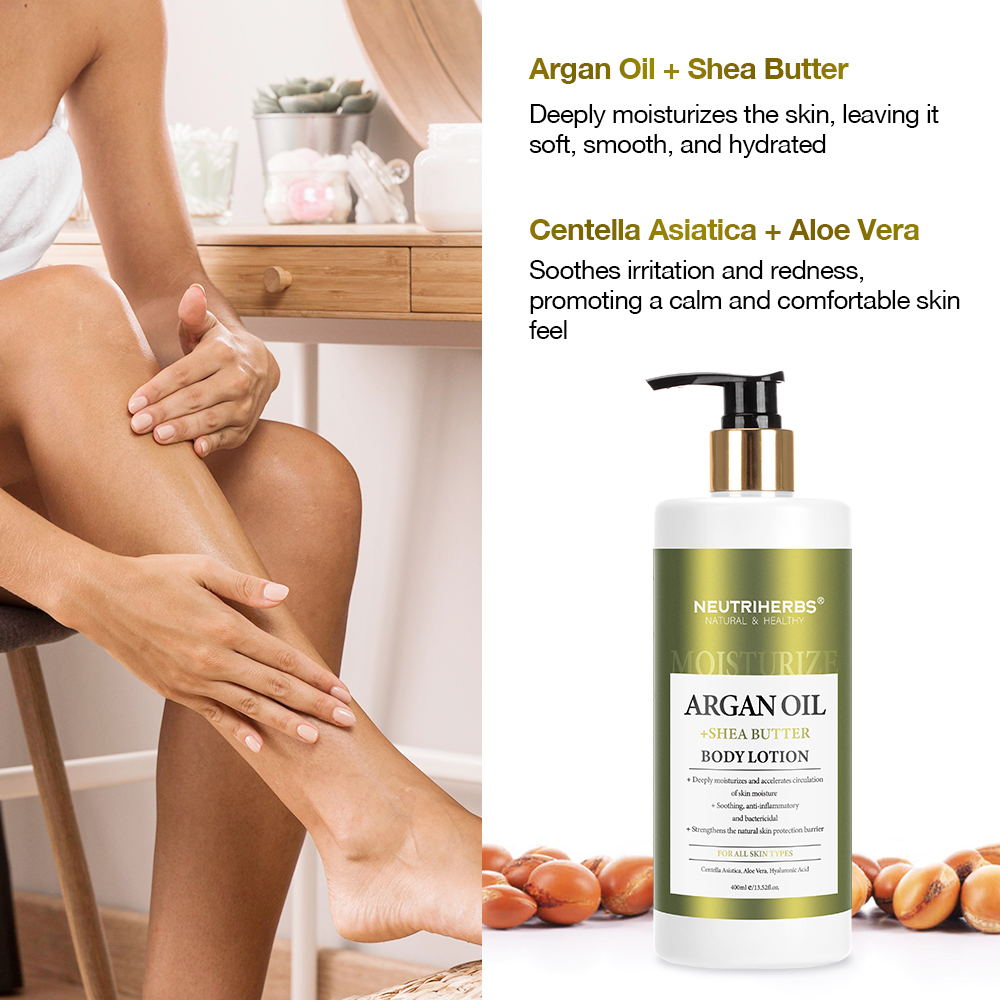 Argan Oil + Shea Butter
Deeply moisturizes the skin, leaving it
soft, smooth, and hydrated
Centella Asiatica + Aloe Vera
Soothes irritation and redness,
promoting a calm and comfortable skin
feel
NEUTRIHERBS®
NATURAL & HEALTHY
MOISTURIZE
ARGAN OIL
+SHEA BUTTER
BODY LOTION
+ Deeply moisturizes and accelerates circulation
of skin moisture
+ Soothing, anti-inflammatory
and bactericidal
+ Strengthens the natural skin protection barrier
FOR ALL SKIN TYPES
Centella Asiatica, Aloe Vera, Hyaluronic Acid
400ml ℮/13.52fl.oz.